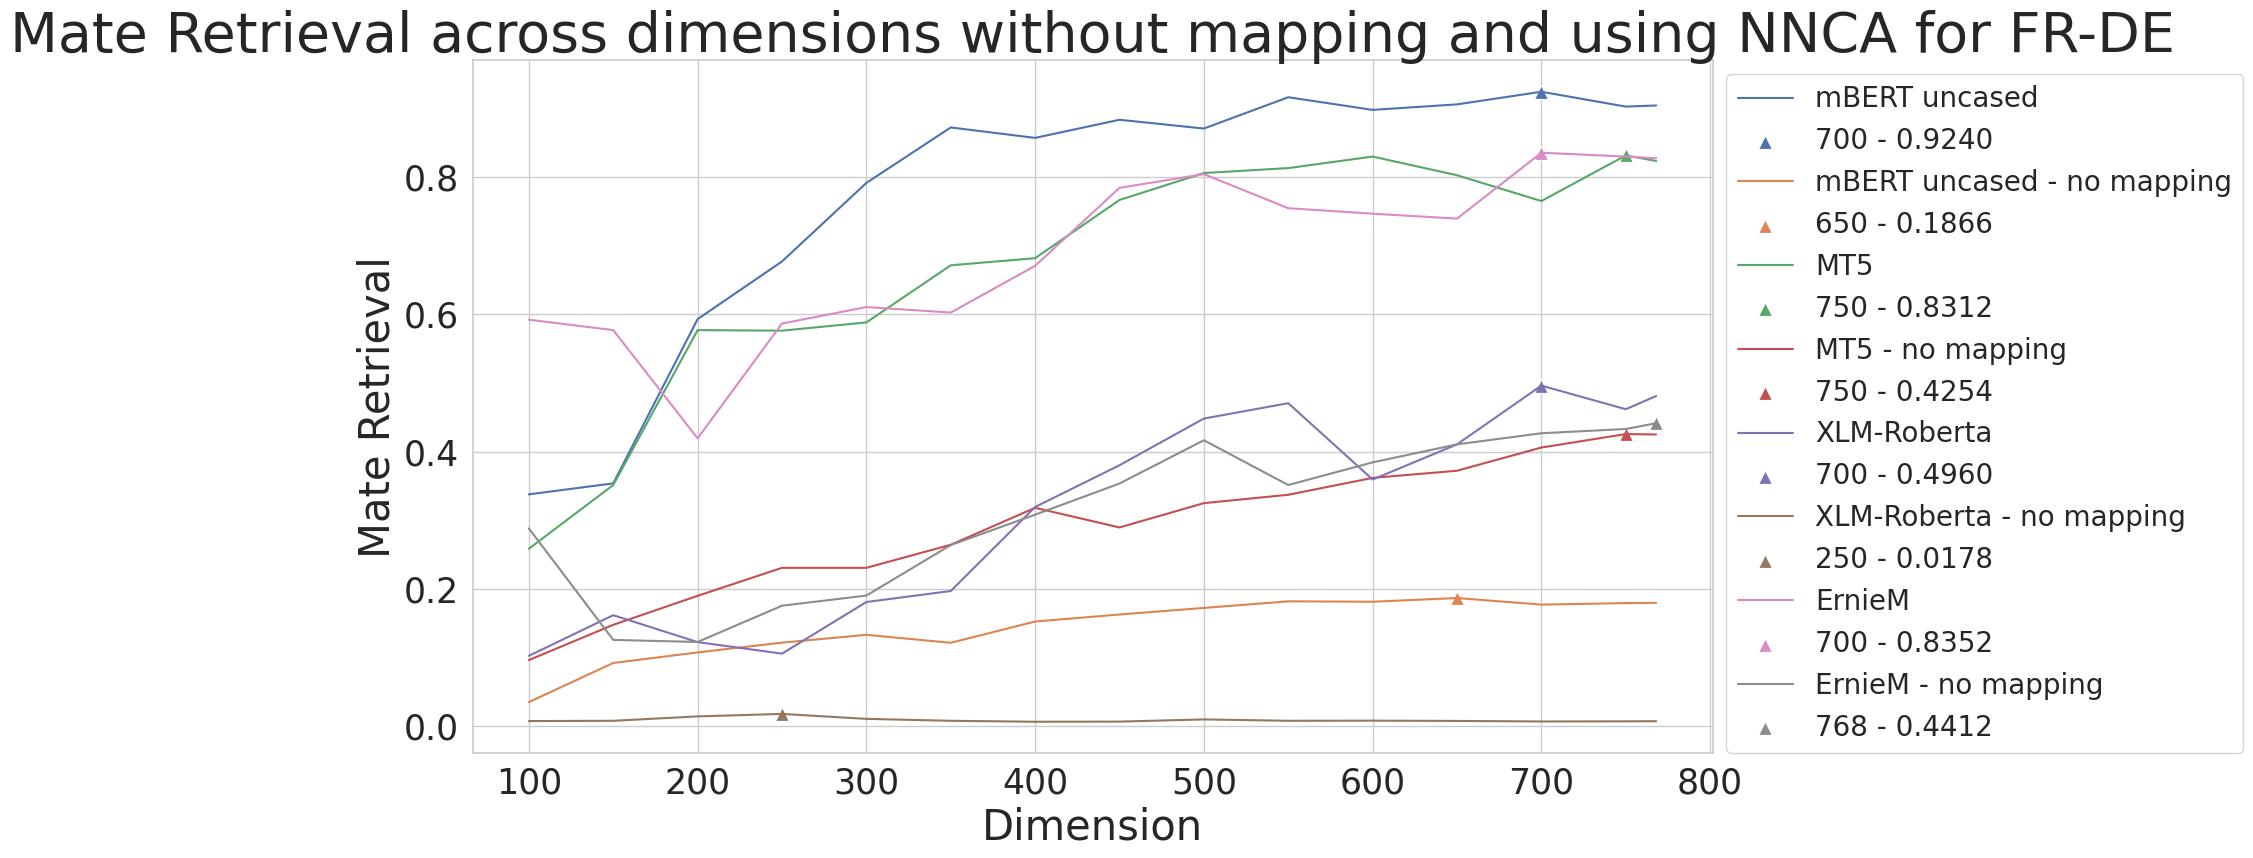 Mate Retrieval across dimensions without mapping and using NNCA for FR-DE
Mate Retrieval
0.8
0.6
0.4
0.2
0.0
100 200 300 400 500 600 700 800
Dimension
mBERT uncased
700 - 0.9240
mBERT uncased - no mapping
650 - 0.1866
MT5
750 - 0.8312
MT5 - no mapping
750 - 0.4254
XLM-Roberta
700 - 0.4960
XLM-Roberta - no mapping
250 - 0.0178
ErnieM
700 - 0.8352
ErnieM - no mapping
768 - 0.4412